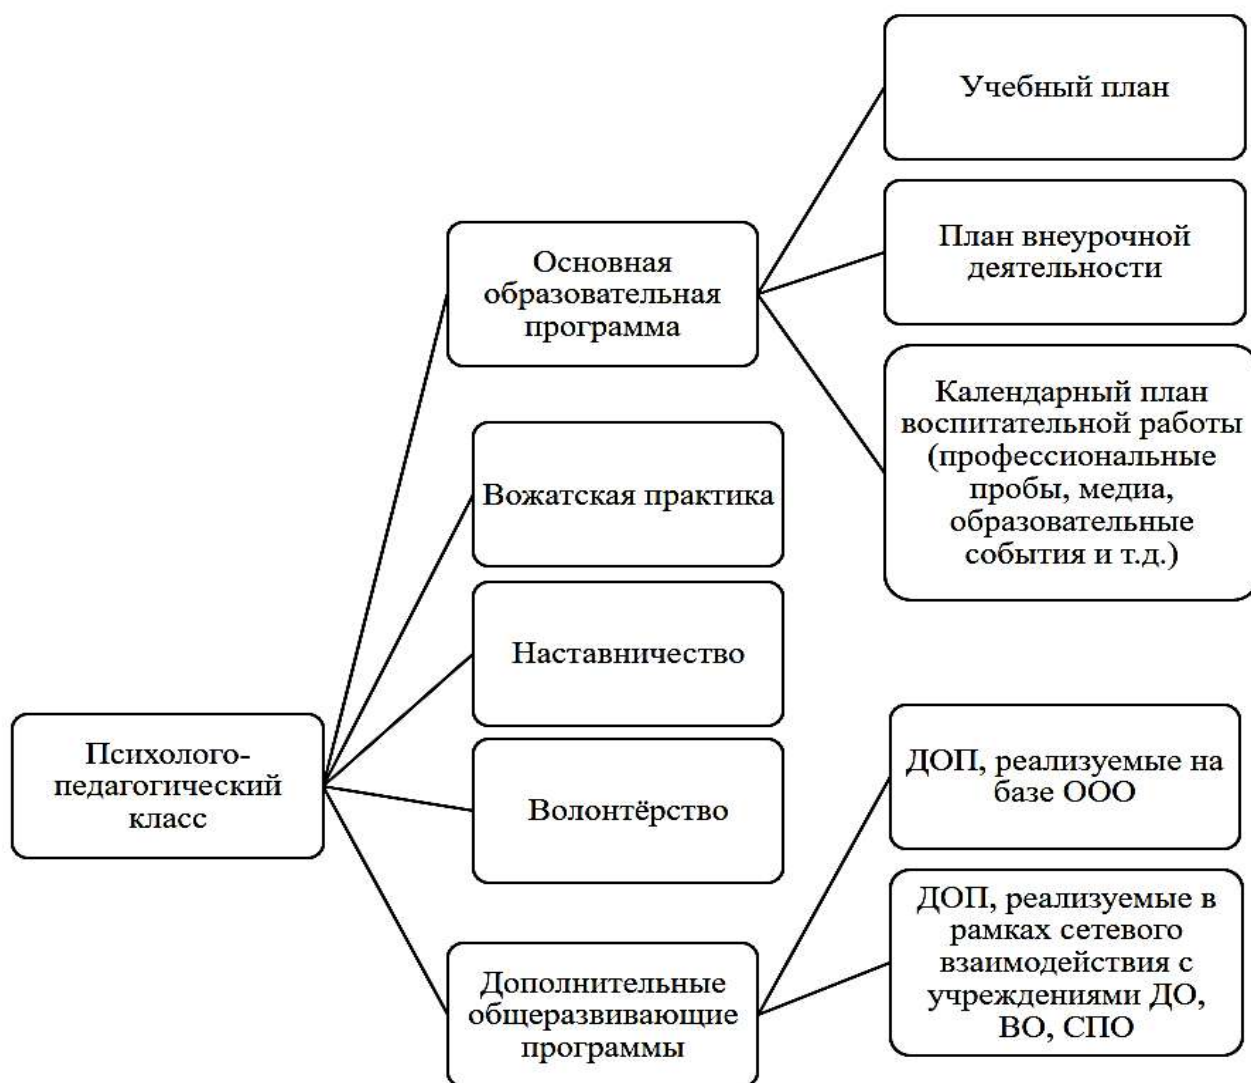 Психолого-
педагогический
класс
Основная
образовательная
программа
Учебный план
План внеурочной
деятельности
Календарный план
воспитательной работы
(профессиональные
пробы, медиа,
образовательные
события и т.д.)
Вожатская практика
Наставничество
Волонтёрство
Дополнительные
общеразвивающие
программы
ДОП, реализуемые на
базе ООО
ДОП, реализуемые в
рамках сетевого
взаимодействия с
учреждениями ДО,
ВО, СПО